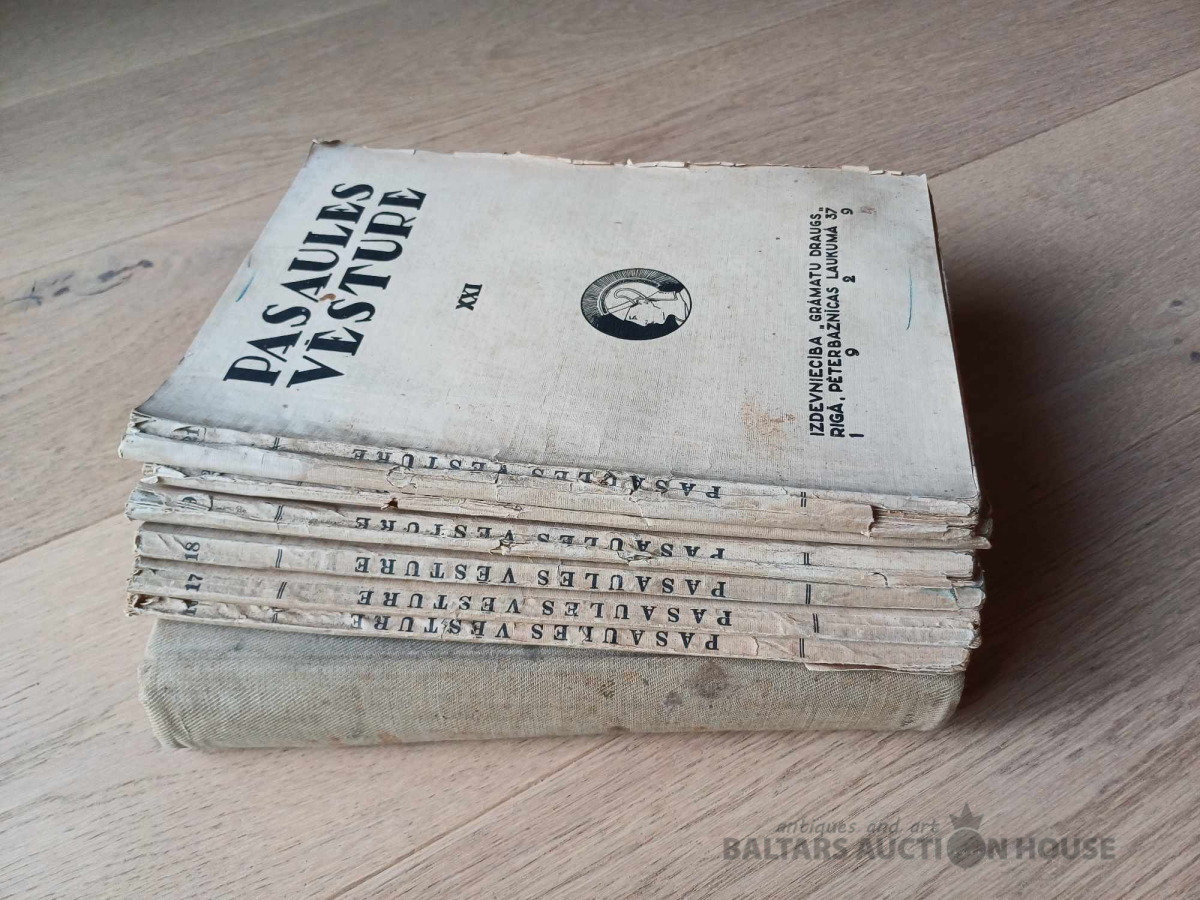 PASAULES
VĒSTURE
XXI
IZDEVNIECĪBA „GRĀMATU DRAUGS„
RĪGĀ, PĒTERBAZNĪCAS LAUKUMĀ 37
1 9 2 9
PASAULES VĒSTURE
PASAULES VĒSTURE
18 PASAULES VĒSTURE
17 PASAULES VĒSTURE
PASAULES VĒSTURE
antiques and art
BALTARS AUCTION HOUSE